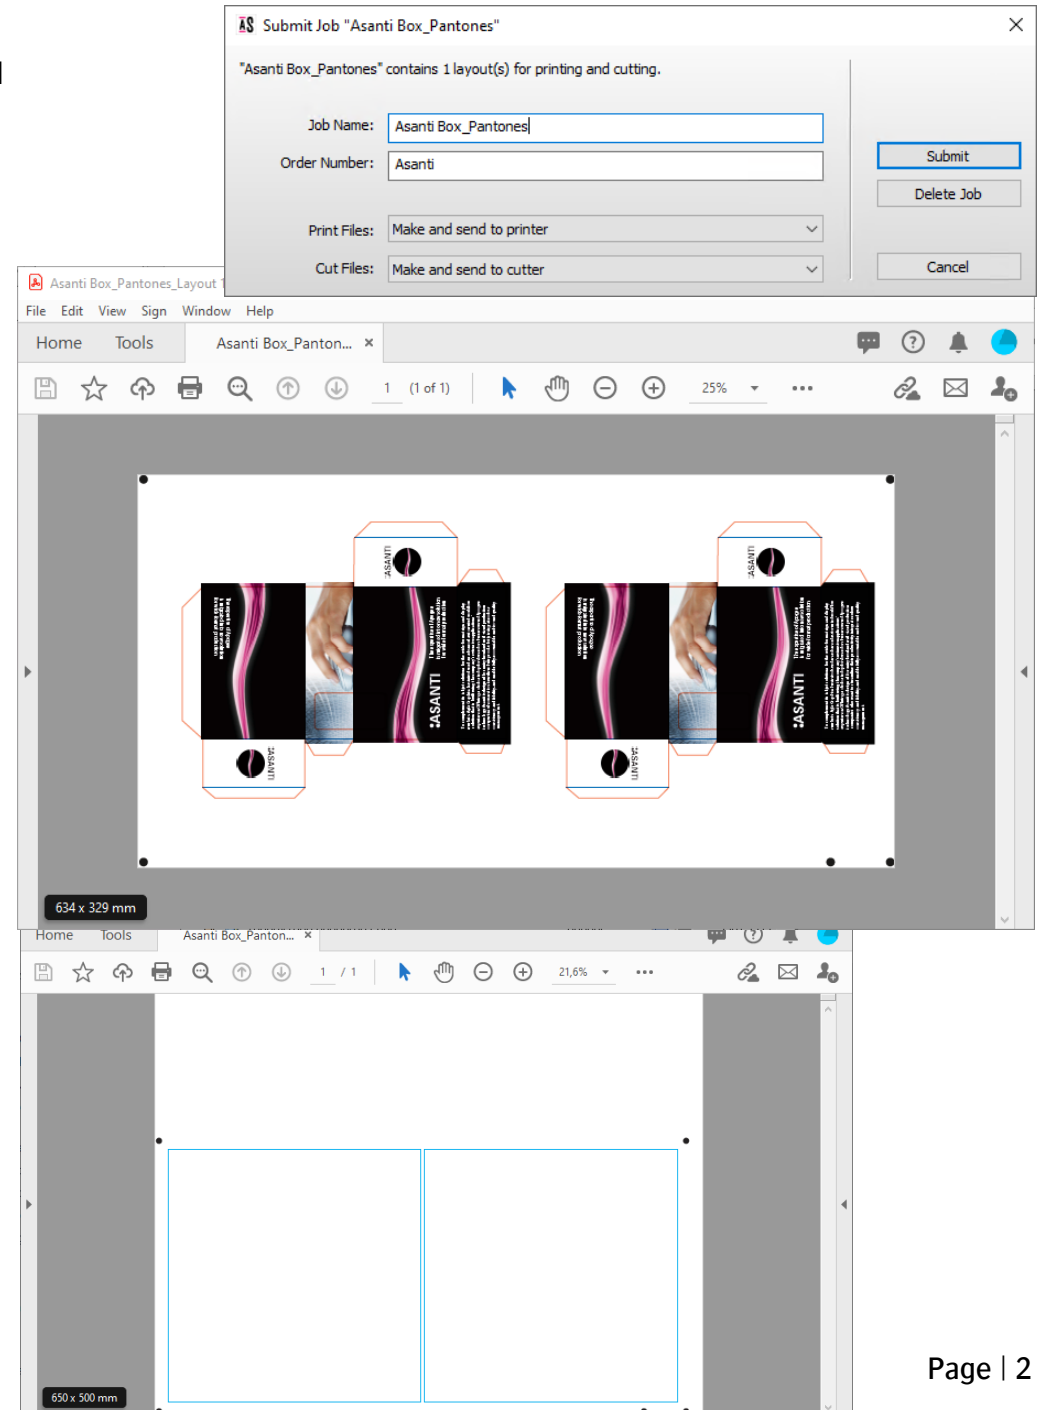 Submit Job "Asanti Box_Pantones"
"Asanti Box_Pantones" contains 1 layout(s) for printing and cutting.
Job Name: Asanti Box_Pantones
Order Number: Asanti
Print Files: Make and send to printer
Cut Files: Make and send to cutter
Submit
Delete Job
Cancel
Asanti Box_Pantones_Layout 1
File Edit View Sign Window Help
Home Tools Asanti Box_Panton... ×
1 (1 of 1) 25%
:ASANTI
:ASANTI
:ASANTI
:ASANTI
:ASANTI
:ASANTI
634 x 329 mm
Home Tools Asanti Box_Panton... ×
1 / 1 21,6%
650 x 500 mm
Page | 2